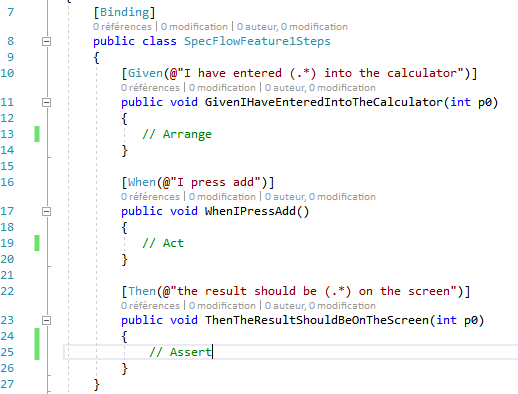 7 [Binding]
0 références | 0 modification | 0 auteur, 0 modification
8 public class SpecFlowFeature1Steps
9 {
10 [Given(@"I have entered (.*) into the calculator")]
0 références | 0 modification | 0 auteur, 0 modification
11 public void GivenIHaveEnteredIntoTheCalculator(int p0)
12 {
13 // Arrange
14 }
15
16 [When(@"I press add")]
0 références | 0 modification | 0 auteur, 0 modification
17 public void WhenIPressAdd()
18 {
19 // Act
20 }
21
22 [Then(@"the result should be (.*) on the screen")]
0 références | 0 modification | 0 auteur, 0 modification
23 public void ThenTheResultShouldBeOnTheScreen(int p0)
24 {
25 // Assert
26 }
27 }